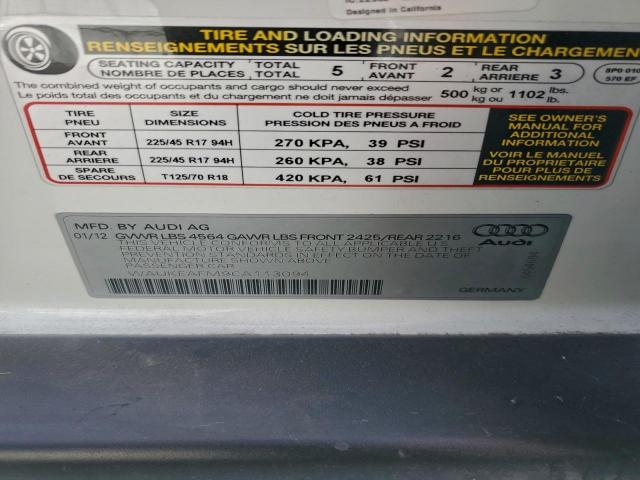 Designed in California
TIRE AND LOADING INFORMATION
RENSEIGNEMENTS SUR LES PNEUS ET LE CHARGEMEN
SEATING CAPACITY TOTAL 5 FRONT 2 REAR 3
NOMBRE DE PLACES TOTAL AVANT ARRIERE
8P0 010
570 EF
The combined weight of occupants and cargo should never exceed 500 kg or 1102 lbs.
Le poids total des occupants et du chargement ne doit jamais dépasser kg ou lb.
TIRE SIZE COLD TIRE PRESSURE
PNEU DIMENSIONS PRESSION DES PNEUS A FROID
FRONT
AVANT 225/45 R17 94H 270 KPA, 39 PSI
REAR
ARRIERE 225/45 R17 94H 260 KPA, 38 PSI
SPARE
DE SECOURS T125/70 R18 420 KPA, 61 PSI
SEE OWNER'S
MANUAL FOR
ADDITIONAL
INFORMATION
VOIR LE MANUEL
DU PROPRIETAIRE
POUR PLUS DE
RENSEIGNEMENTS
MFD. BY AUDI AG
01/12 GVWR LBS 4564 GAWR LBS FRONT 2425/REAR 2216
THIS VEHICLE CONFORMS TO ALL APPLICABLE U.S.
FEDERAL MOTOR VEHICLE SAFETY BUMPER AND THEFT
PREVENTION STANDARDS IN EFFECT ON THE DATE OF
MANUFACTURE SHOWN ABOVE
PASSENGER CAR
WAUKEAFM9CA113094
Audi
GERMANY